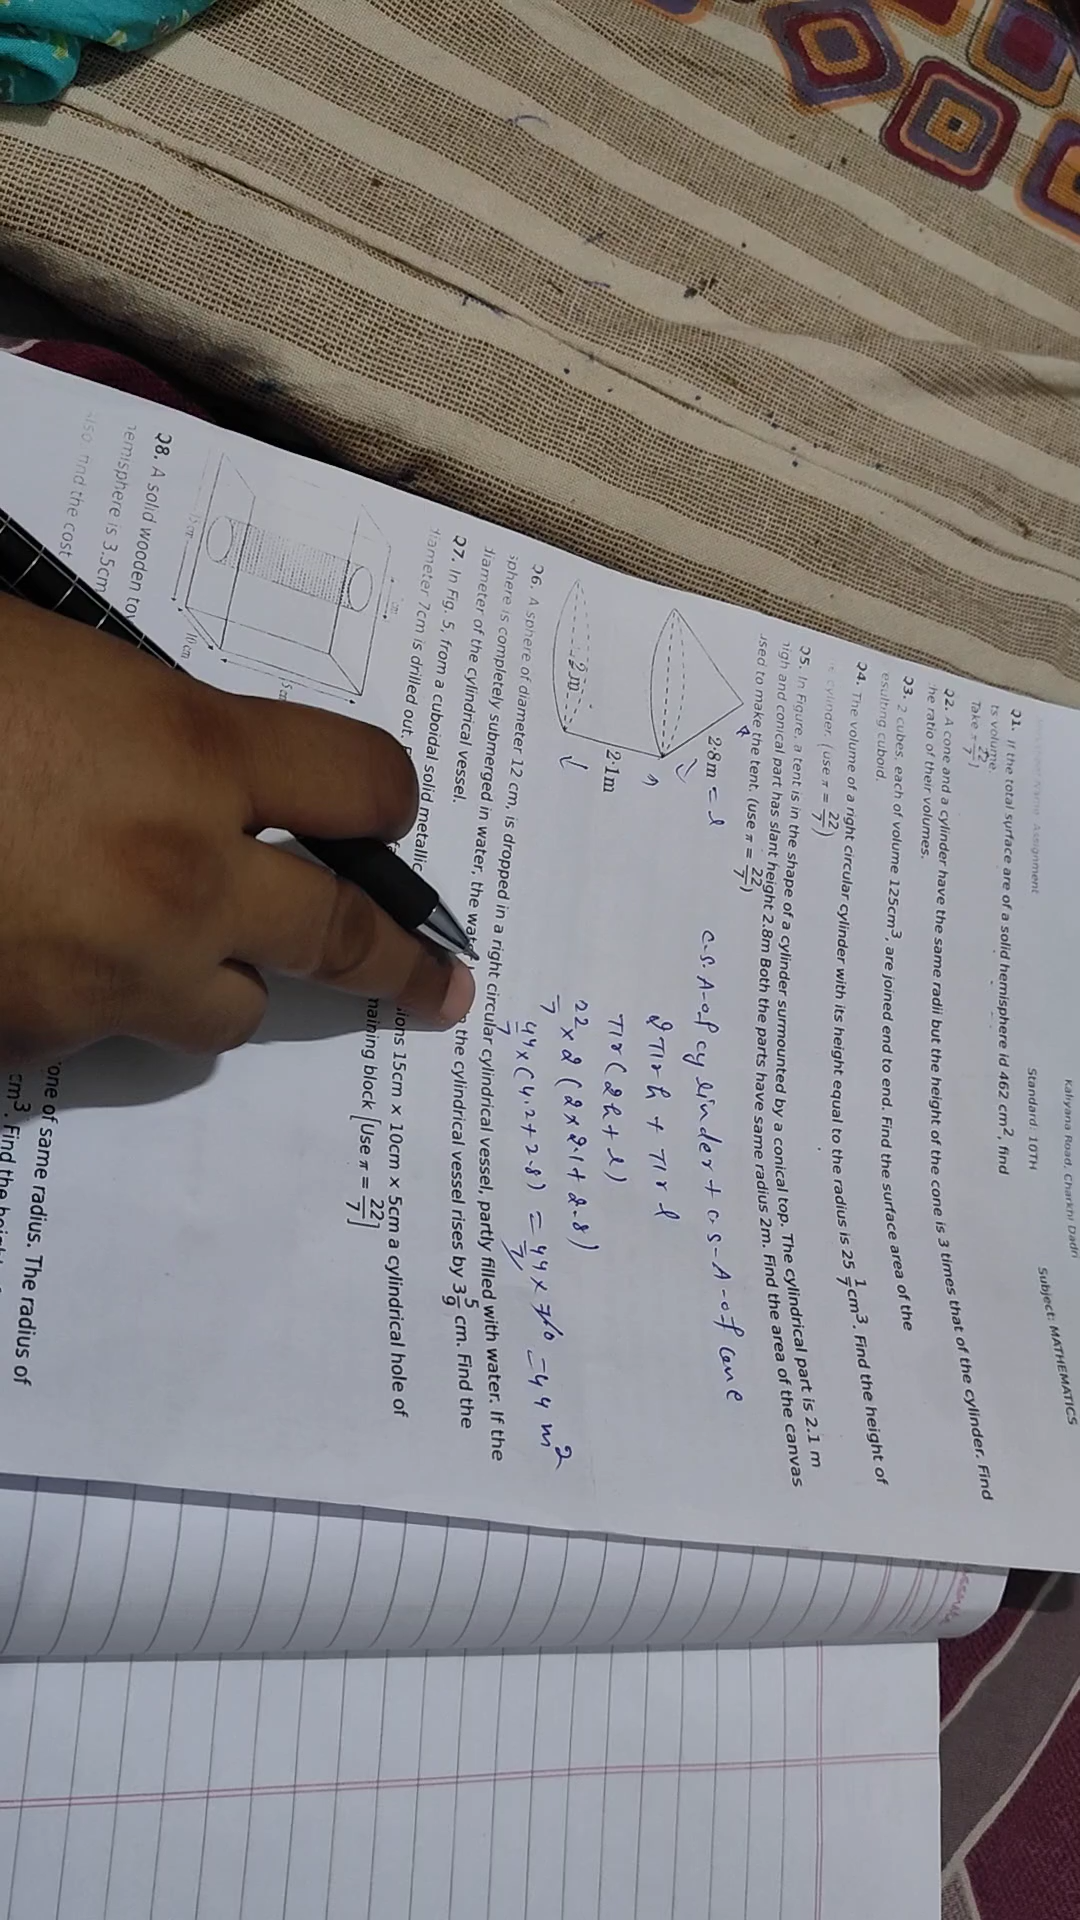 Kaliyana Road, Charkhi Dadri
Subject: MATHEMATICS
Assignment Standard: 10TH
Q1. If the total surface are of a solid hemisphere id 462 cm², find
its volume.
Take π = 22/7)
Q2. A cone and a cylinder have the same radii but the height of the cone is 3 times that of the cylinder. Find
the ratio of their volumes.
Q3. 2 cubes, each of volume 125cm³, are joined end to end. Find the surface area of the
resulting cuboid.
Q4. The volume of a right circular cylinder with its height equal to the radius is 25 1/7 cm³. Find the height of
cylinder. (use π = 22/7)
Q5. In Figure, a tent is in the shape of a cylinder surmounted by a conical top. The cylindrical part is 2.1 m
high and conical part has slant height 2.8m Both the parts have same radius 2m. Find the area of the canvas
used to make the tent. (use π = 22/7)
2·8m = l
2·1m
2m
C.S.A-of cylinder + CS-A-of Cone
2πrh + πrl
πr(2h+l)
22/7 × 2 (2×2.1+2.8)
44/7 × (4.2+2.8) = 44/7 × 7.0 = 44 m²
Q6. A sphere of diameter 12 cm, is dropped in a right circular cylindrical vessel, partly filled with water. If the
sphere is completely submerged in water, the water the cylindrical vessel rises by 3 5/9 cm. Find the
diameter of the cylindrical vessel.
Q7. In Fig. 5, from a cuboidal solid metallic 15cm × 10cm × 5cm a cylindrical hole of
diameter 7cm is drilled out. block [Use π = 22/7]
10 cm
Q8. A solid wooden of same radius. The radius of
hemisphere is 3.5cm cm³. Find the
also find the cost